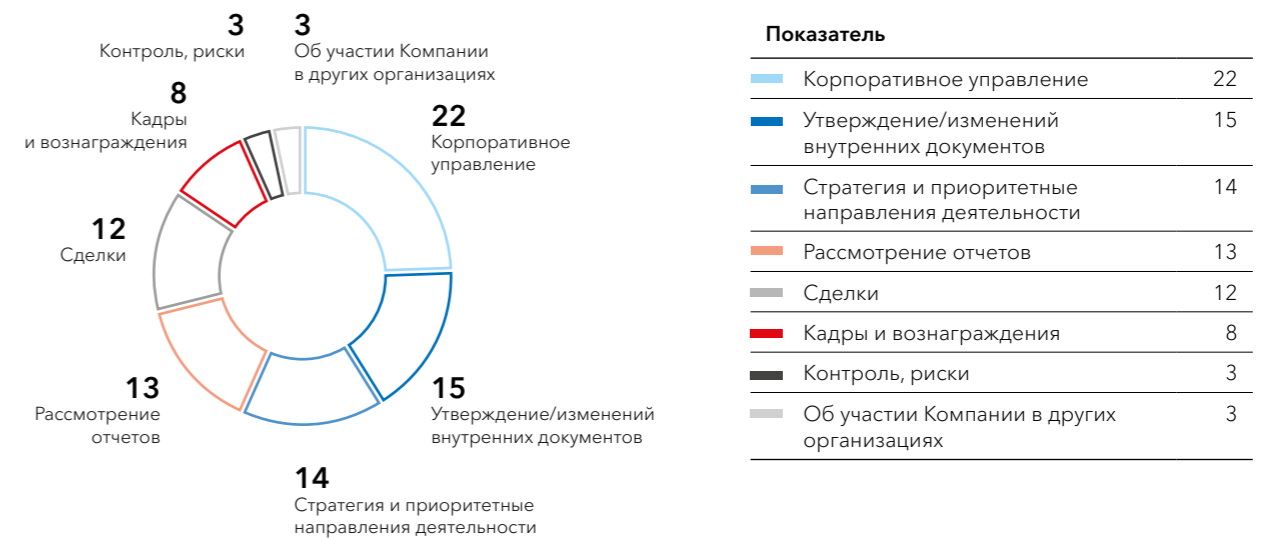 3
Контроль, риски
3
Об участии Компании
в других организациях
8
Кадры
и вознаграждения
22
Корпоративное
управление
12
Сделки
13
Рассмотрение
отчетов
15
Утверждение/изменений
внутренних документов
14
Стратегия и приоритетные
направления деятельности
Показатель
Корпоративное управление 22
Утверждение/изменений 15
внутренних документов
Стратегия и приоритетные 14
направления деятельности
Рассмотрение отчетов 13
Сделки 12
Кадры и вознаграждения 8
Контроль, риски 3
Об участии Компании в других 3
организациях